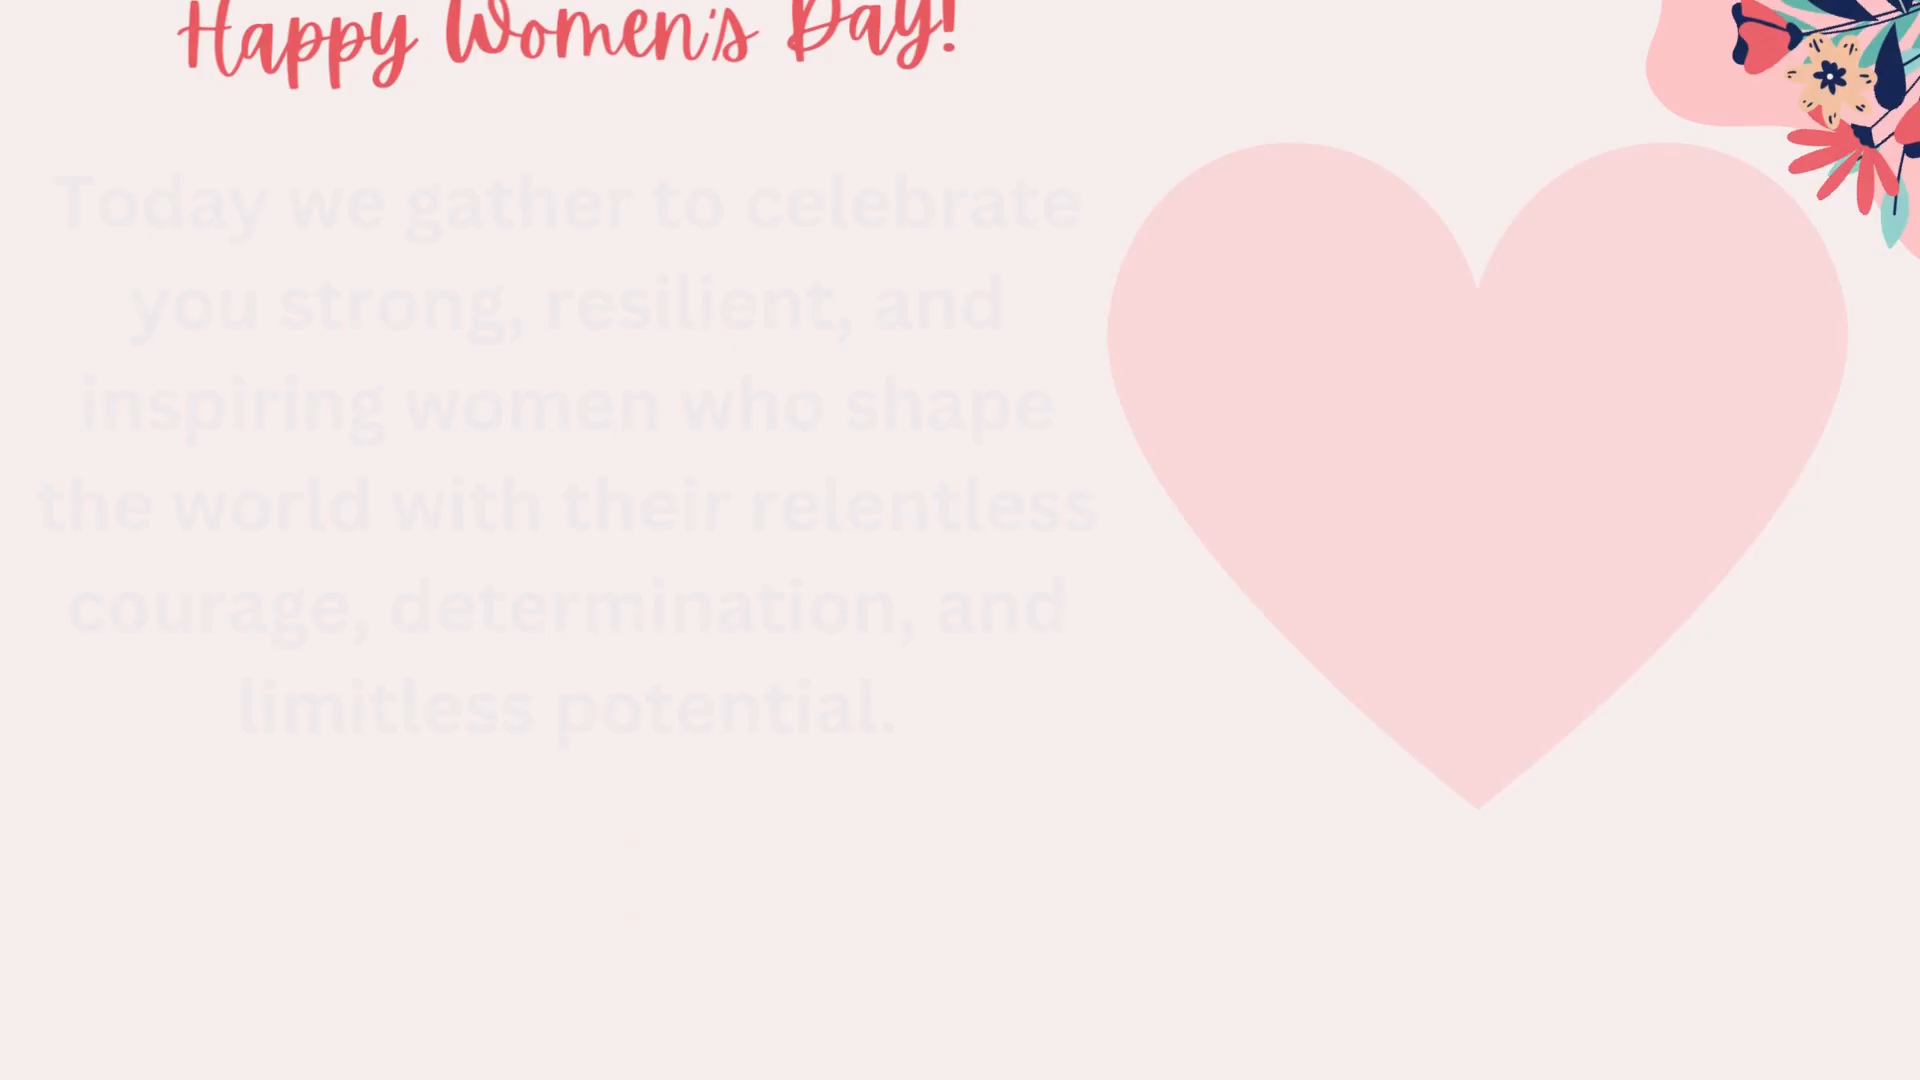 Happy Women's Day!
Today we gather to celebrate
you strong, resilient, and
inspiring women who shape
the world with their relentless
courage, determination, and
limitless potential.